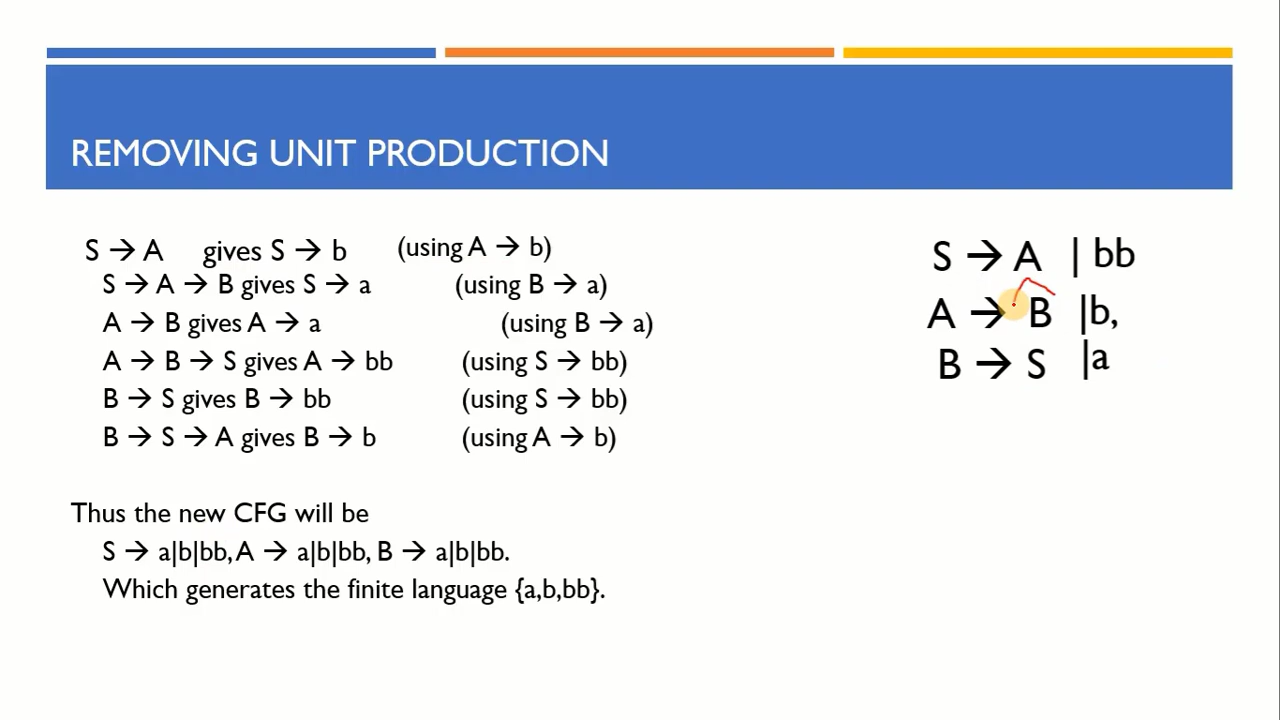 REMOVING UNIT PRODUCTION
S → A gives S → b (using A → b)
S → A → B gives S → a (using B → a)
A → B gives A → a (using B → a)
A → B → S gives A → bb (using S → bb)
B → S gives B → bb (using S → bb)
B → S → A gives B → b (using A → b)
Thus the new CFG will be
S → a|b|bb, A → a|b|bb, B → a|b|bb.
Which generates the finite language {a,b,bb}.
S → A | bb
A → B |b,
B → S |a